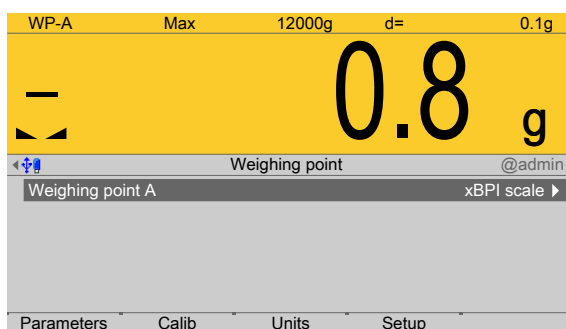 WP-A Max 12000g d= 0.1g
– 0.8 g
Weighing point @admin
Weighing point A xBPI scale
Parameters Calib Units Setup